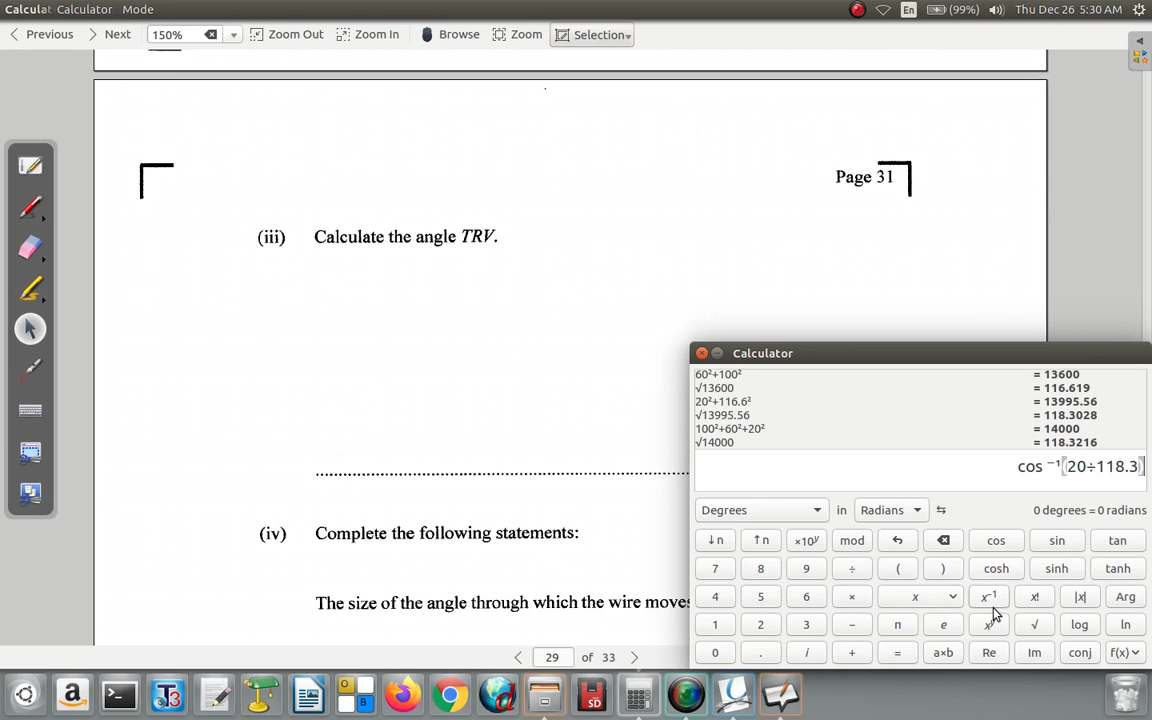 Calculat Calculator Mode En (99%) Thu Dec 26 5:30 AM
Previous Next 150% Zoom Out Zoom In Browse Zoom Selection
Page 31
(iii) Calculate the angle TRV.
Calculator
60²+100² = 13600
√13600 = 116.619
20²+116.6² = 13995.56
√13995.56 = 118.3028
100²+60²+20² = 14000
√14000 = 118.3216
cos ⁻¹(20÷118.3)
Degrees in Radians ⇆ 0 degrees = 0 radians
↓n ↑n ×10ʸ mod ↶ ⌫ cos sin tan
7 8 9 ÷ ( ) cosh sinh tanh
4 5 6 × x x⁻¹ x! |x| Arg
1 2 3 − π e xʸ √ log ln
0 . i + = a×b Re Im conj f(x)
(iv) Complete the following statements:
The size of the angle through which the wire moves
29 of 33